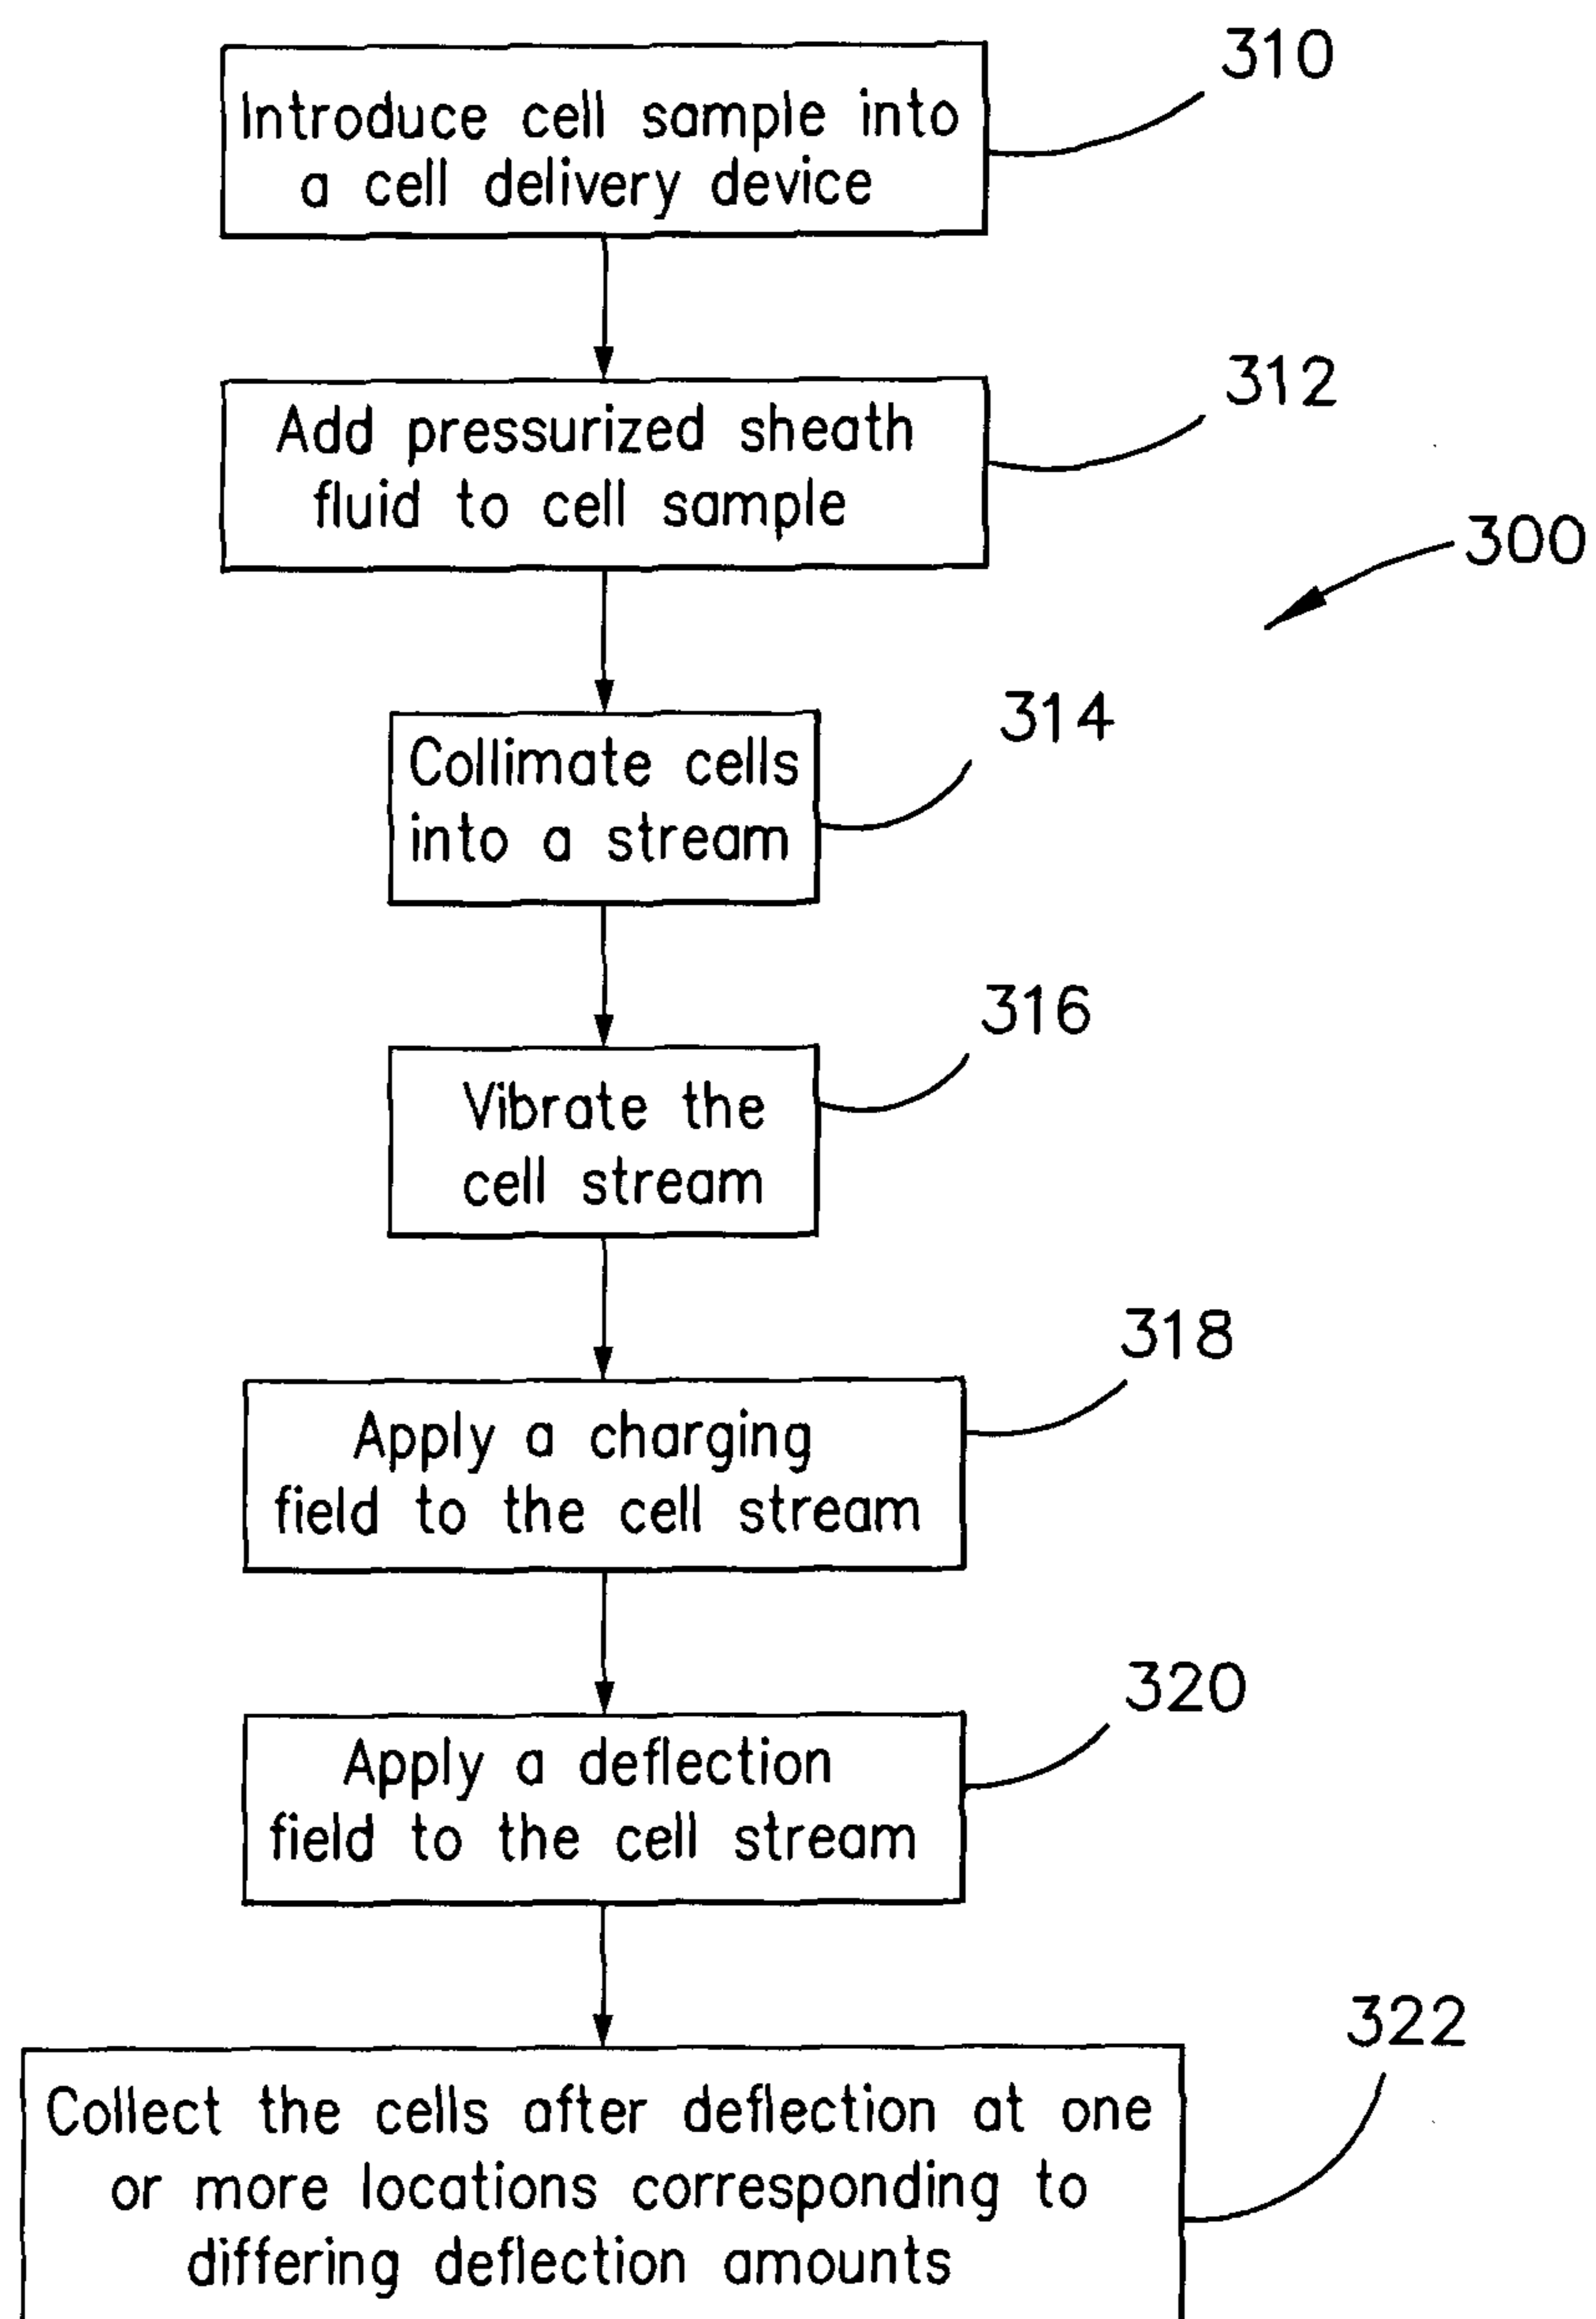 310
Introduce cell sample into
a cell delivery device
312
Add pressurized sheath
fluid to cell sample
300
314
Collimate cells
into a stream
316
Vibrate the
cell stream
318
Apply a charging
field to the cell stream
320
Apply a deflection
field to the cell stream
322
Collect the cells after deflection at one
or more locations corresponding to
differing deflection amounts